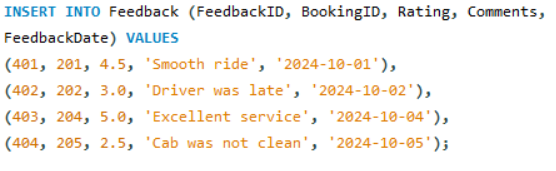 INSERT INTO Feedback (FeedbackID, BookingID, Rating, Comments,
FeedbackDate) VALUES
(401, 201, 4.5, 'Smooth ride', '2024-10-01'),
(402, 202, 3.0, 'Driver was late', '2024-10-02'),
(403, 204, 5.0, 'Excellent service', '2024-10-04'),
(404, 205, 2.5, 'Cab was not clean', '2024-10-05');